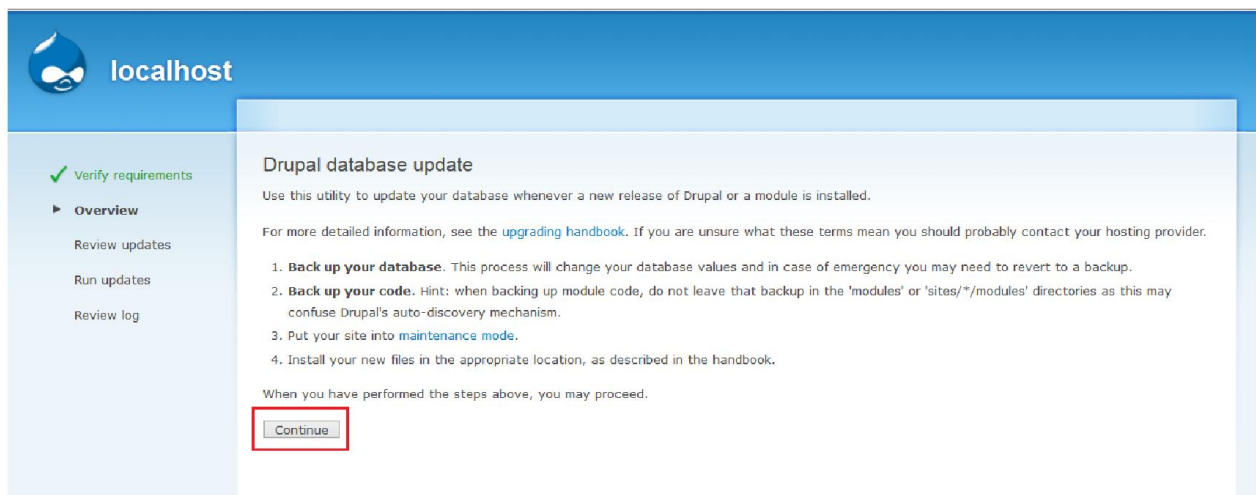 localhost
Verify requirements
Overview
Review updates
Run updates
Review log
Drupal database update
Use this utility to update your database whenever a new release of Drupal or a module is installed.
For more detailed information, see the upgrading handbook. If you are unsure what these terms mean you should probably contact your hosting provider.
1. Back up your database. This process will change your database values and in case of emergency you may need to revert to a backup.
2. Back up your code. Hint: when backing up module code, do not leave that backup in the 'modules' or 'sites/*/modules' directories as this may
confuse Drupal's auto-discovery mechanism.
3. Put your site into maintenance mode.
4. Install your new files in the appropriate location, as described in the handbook.
When you have performed the steps above, you may proceed.
Continue